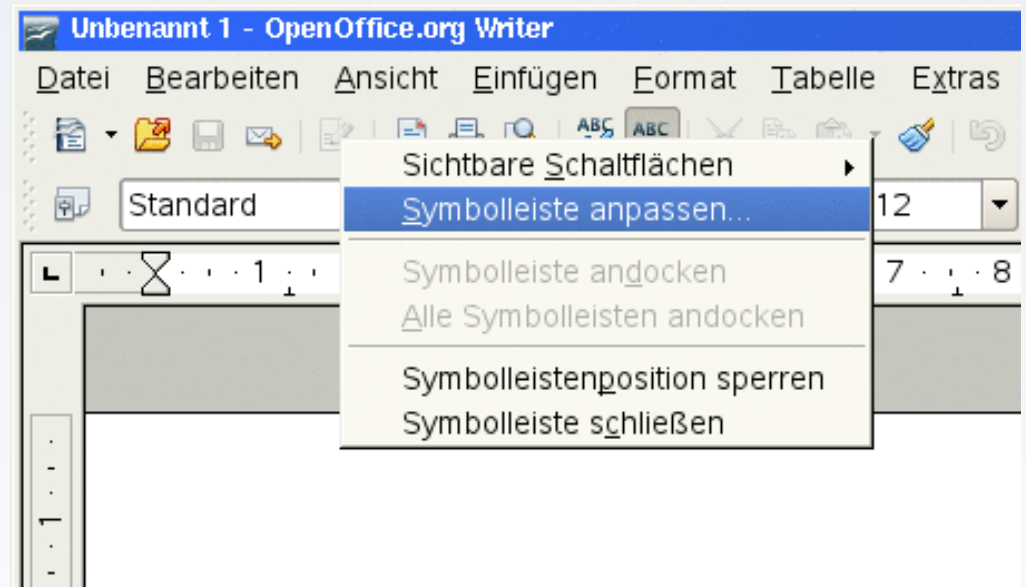 Unbenannt 1 - OpenOffice.org Writer
Datei Bearbeiten Ansicht Einfügen Format Tabelle Extras
ABC ABC
Sichtbare Schaltflächen
Standard
Symbolleiste anpassen...
12
1
7 8
Symbolleiste andocken
Alle Symbolleisten andocken
Symbolleistenposition sperren
Symbolleiste schließen
1